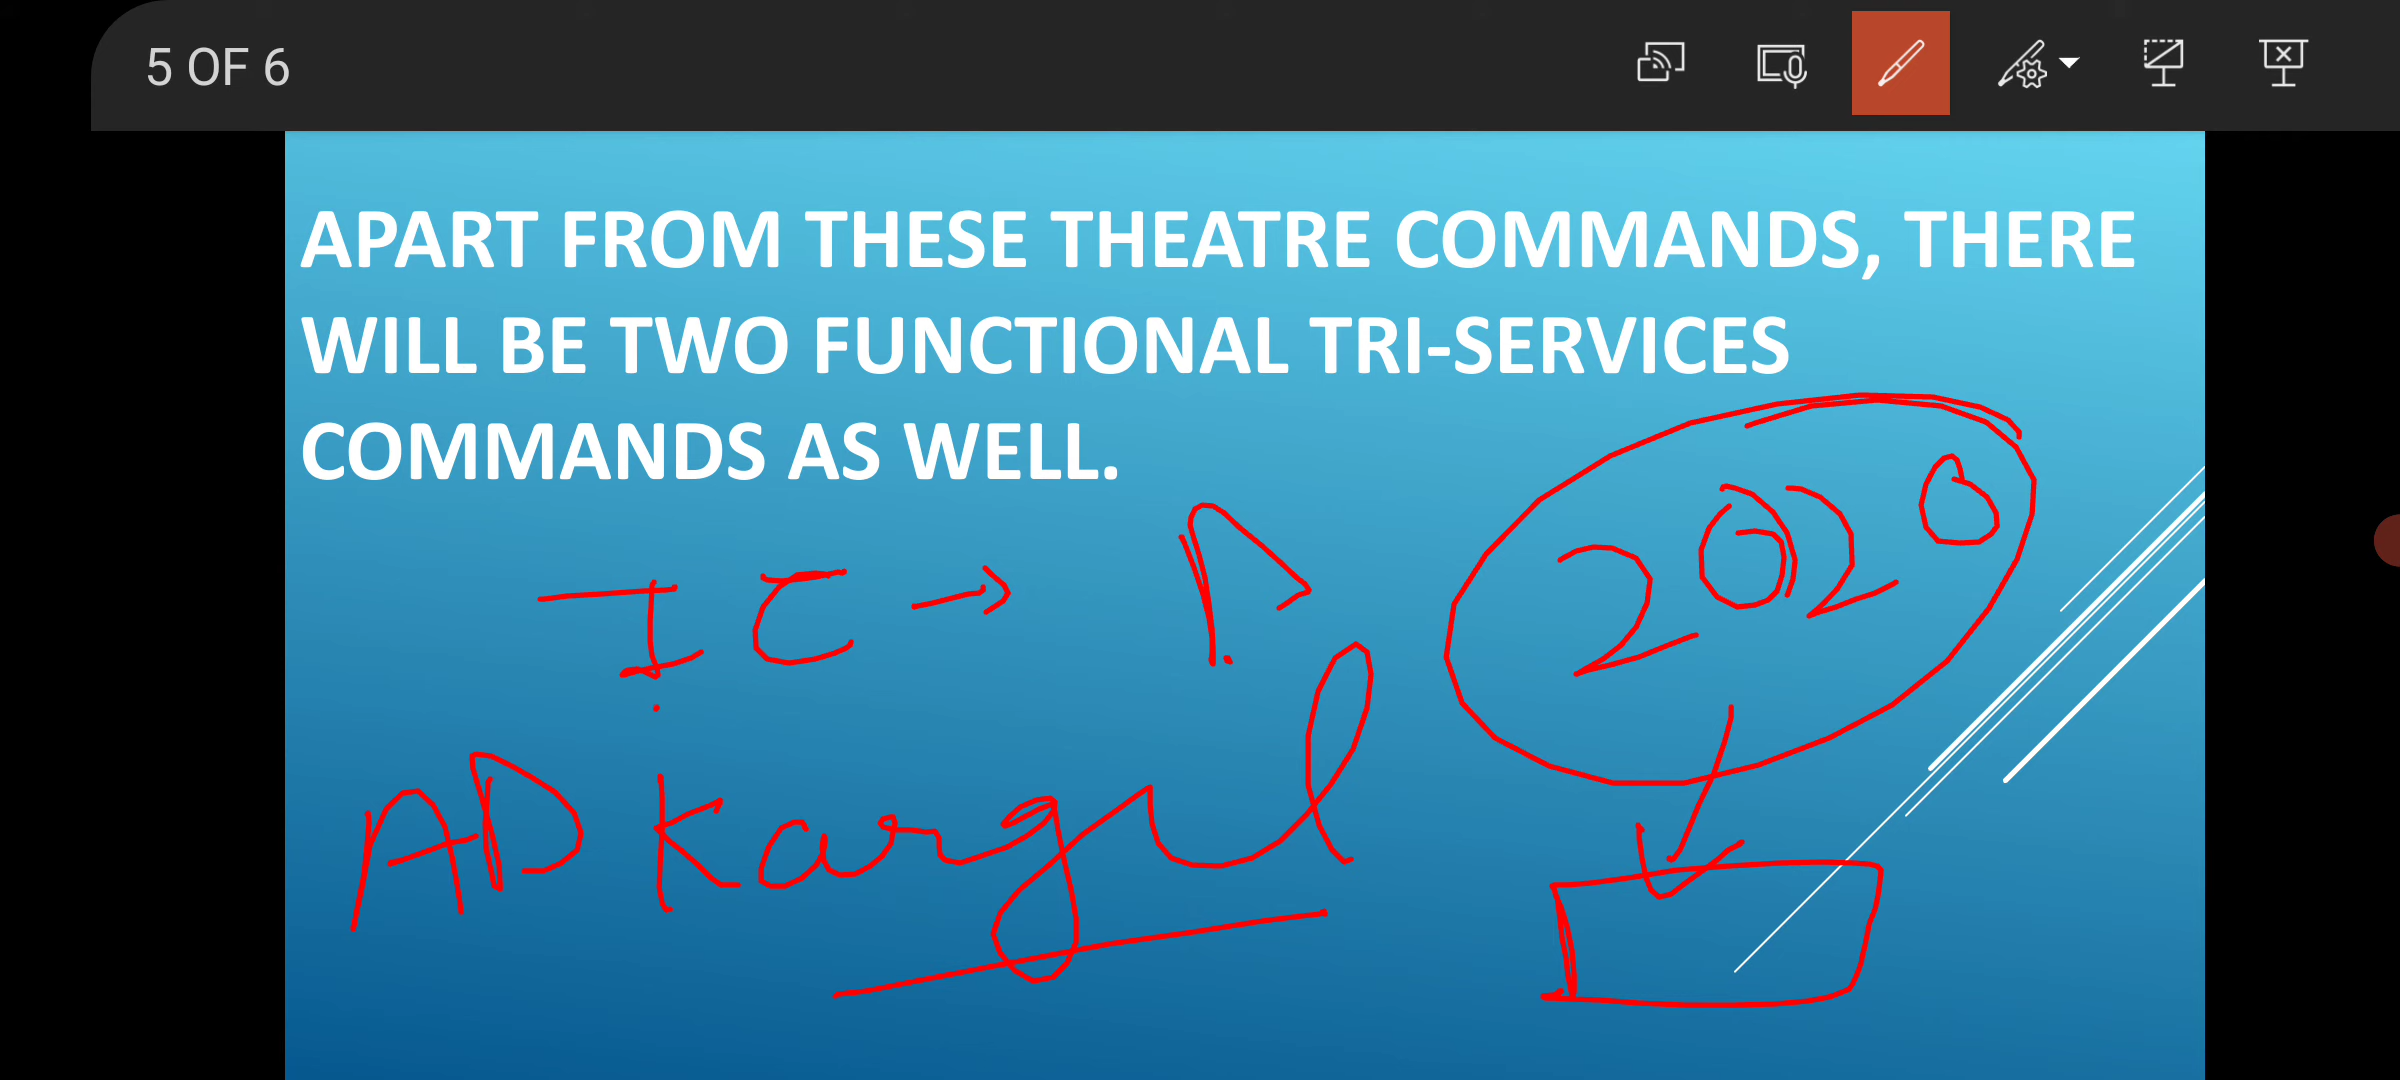 5 OF 6
APART FROM THESE THEATRE COMMANDS, THERE
WILL BE TWO FUNCTIONAL TRI-SERVICES
COMMANDS AS WELL.
I C →
2020
AD Kargil